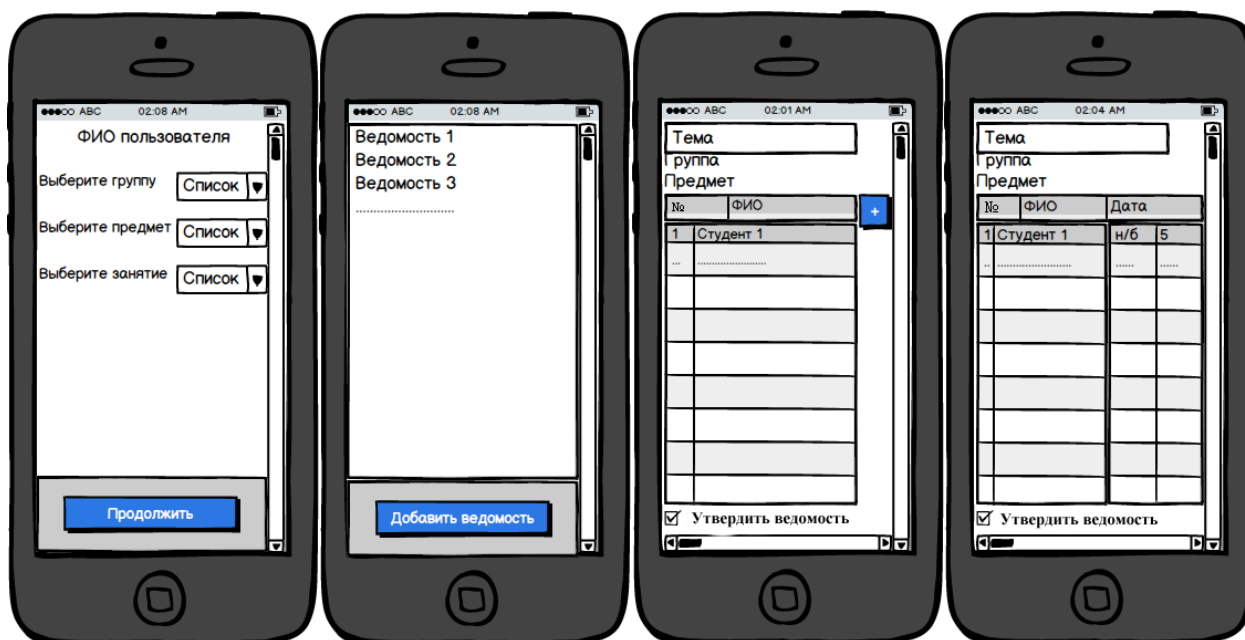 ABC 02:08 AM
ФИО пользователя
Выберите группу Список
Выберите предмет Список
Выберите занятие Список
Продолжить
ABC 02:08 AM
Ведомость 1
Ведомость 2
Ведомость 3
............................
Добавить ведомость
ABC 02:01 AM
Тема
Группа
Предмет
№ ФИО +
1 Студент 1
... ........................
Утвердить ведомость
ABC 02:04 AM
Тема
Группа
Предмет
№ ФИО Дата
1 Студент 1 н/б 5
.. ........................ ...... ......
Утвердить ведомость